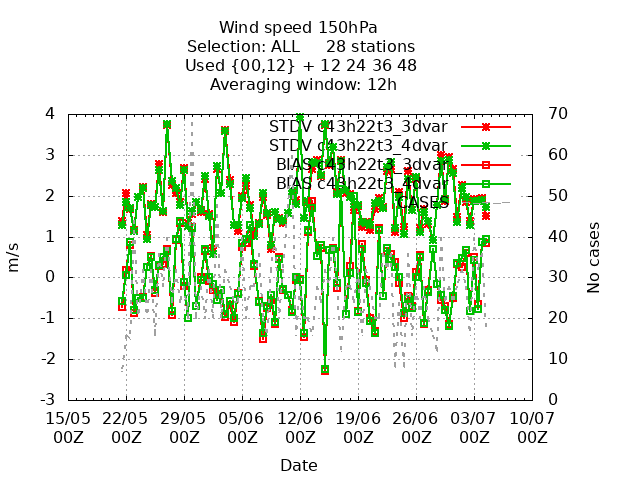 Wind speed 150hPa
Selection: ALL 28 stations
Used {00,12} + 12 24 36 48
Averaging window: 12h
4 70
STDV c43h22t3_3dvar
STDV c43h22t3_4dvar
3 60
BIAS c43h22t3_3dvar
BIAS c43h22t3_4dvar
2 50
CASES
1 40
0 30
-1 20
-2 10
-3 0
m/s
No cases
15/05 22/05 29/05 05/06 12/06 19/06 26/06 03/07 10/07
00Z 00Z 00Z 00Z 00Z 00Z 00Z 00Z 00Z
Date